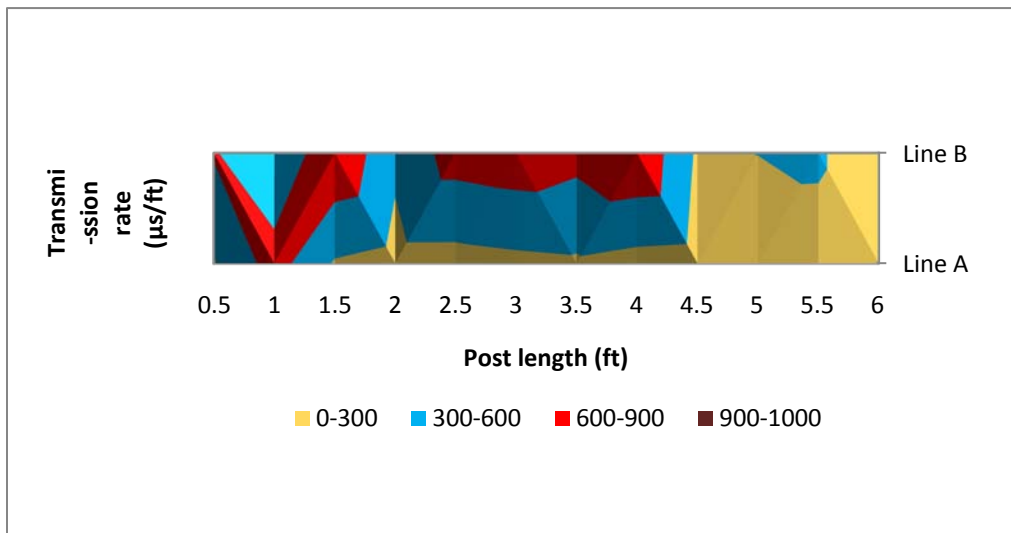 Transmi
-ssion
rate
(µs/ft)
Line B
Line A
0.5 1 1.5 2 2.5 3 3.5 4 4.5 5 5.5 6
Post length (ft)
0-300 300-600 600-900 900-1000